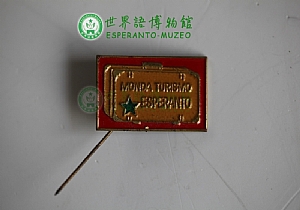 世界語博物館
ESPERANTO-MUZEO
MONDA TURISMO
ESPERANTO